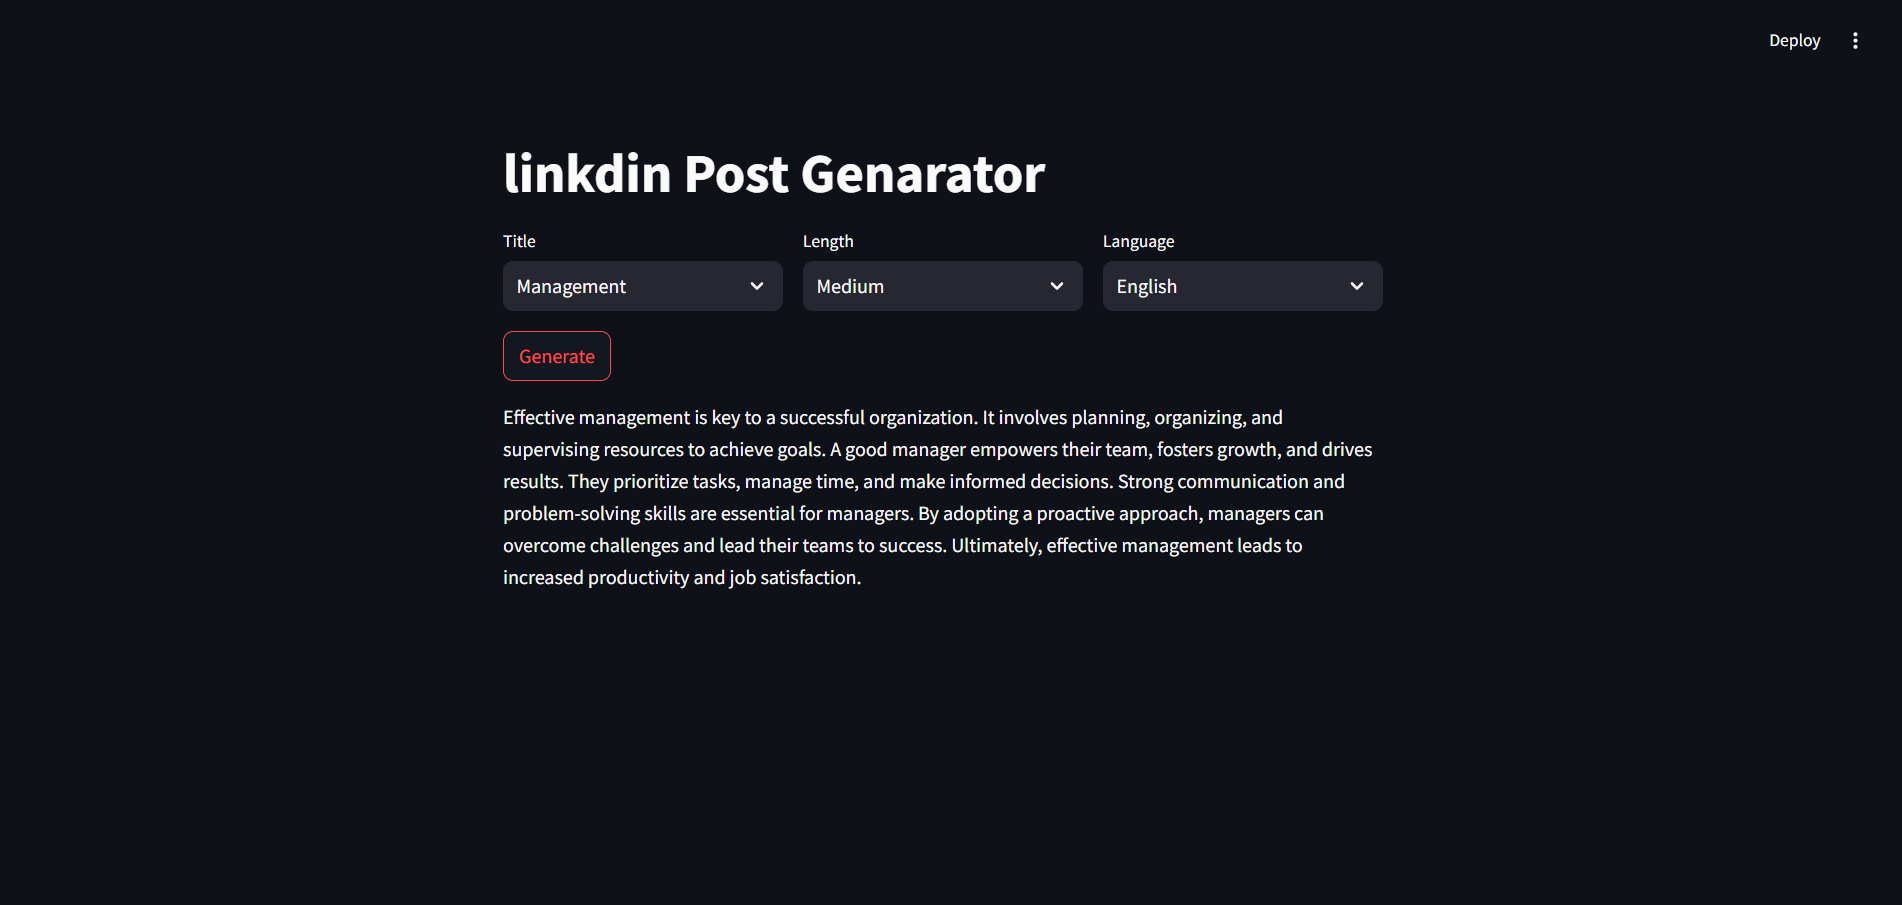 Deploy
linkdin Post Genarator
Title
Length
Language
Management
Medium
English
Generate
Effective management is key to a successful organization. It involves planning, organizing, and
supervising resources to achieve goals. A good manager empowers their team, fosters growth, and drives
results. They prioritize tasks, manage time, and make informed decisions. Strong communication and
problem-solving skills are essential for managers. By adopting a proactive approach, managers can
overcome challenges and lead their teams to success. Ultimately, effective management leads to
increased productivity and job satisfaction.